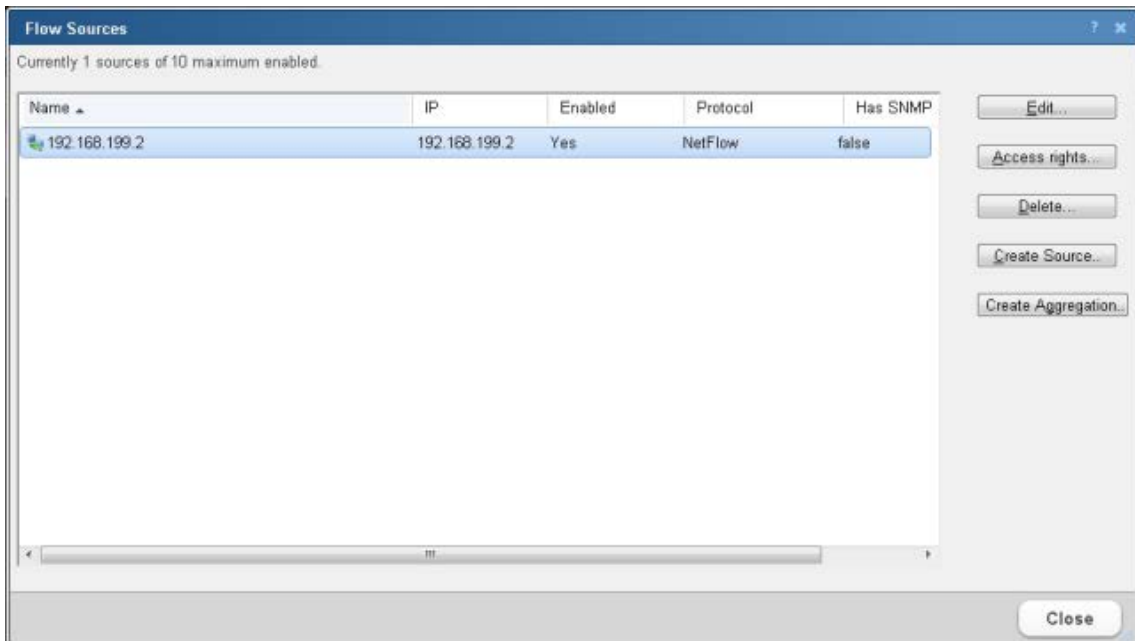 Flow Sources ?
Currently 1 sources of 10 maximum enabled.
Name IP Enabled Protocol Has SNMP
192.168.199.2 192.168.199.2 Yes NetFlow false
Edit...
Access rights...
Delete...
Create Source...
Create Aggregation...
Close